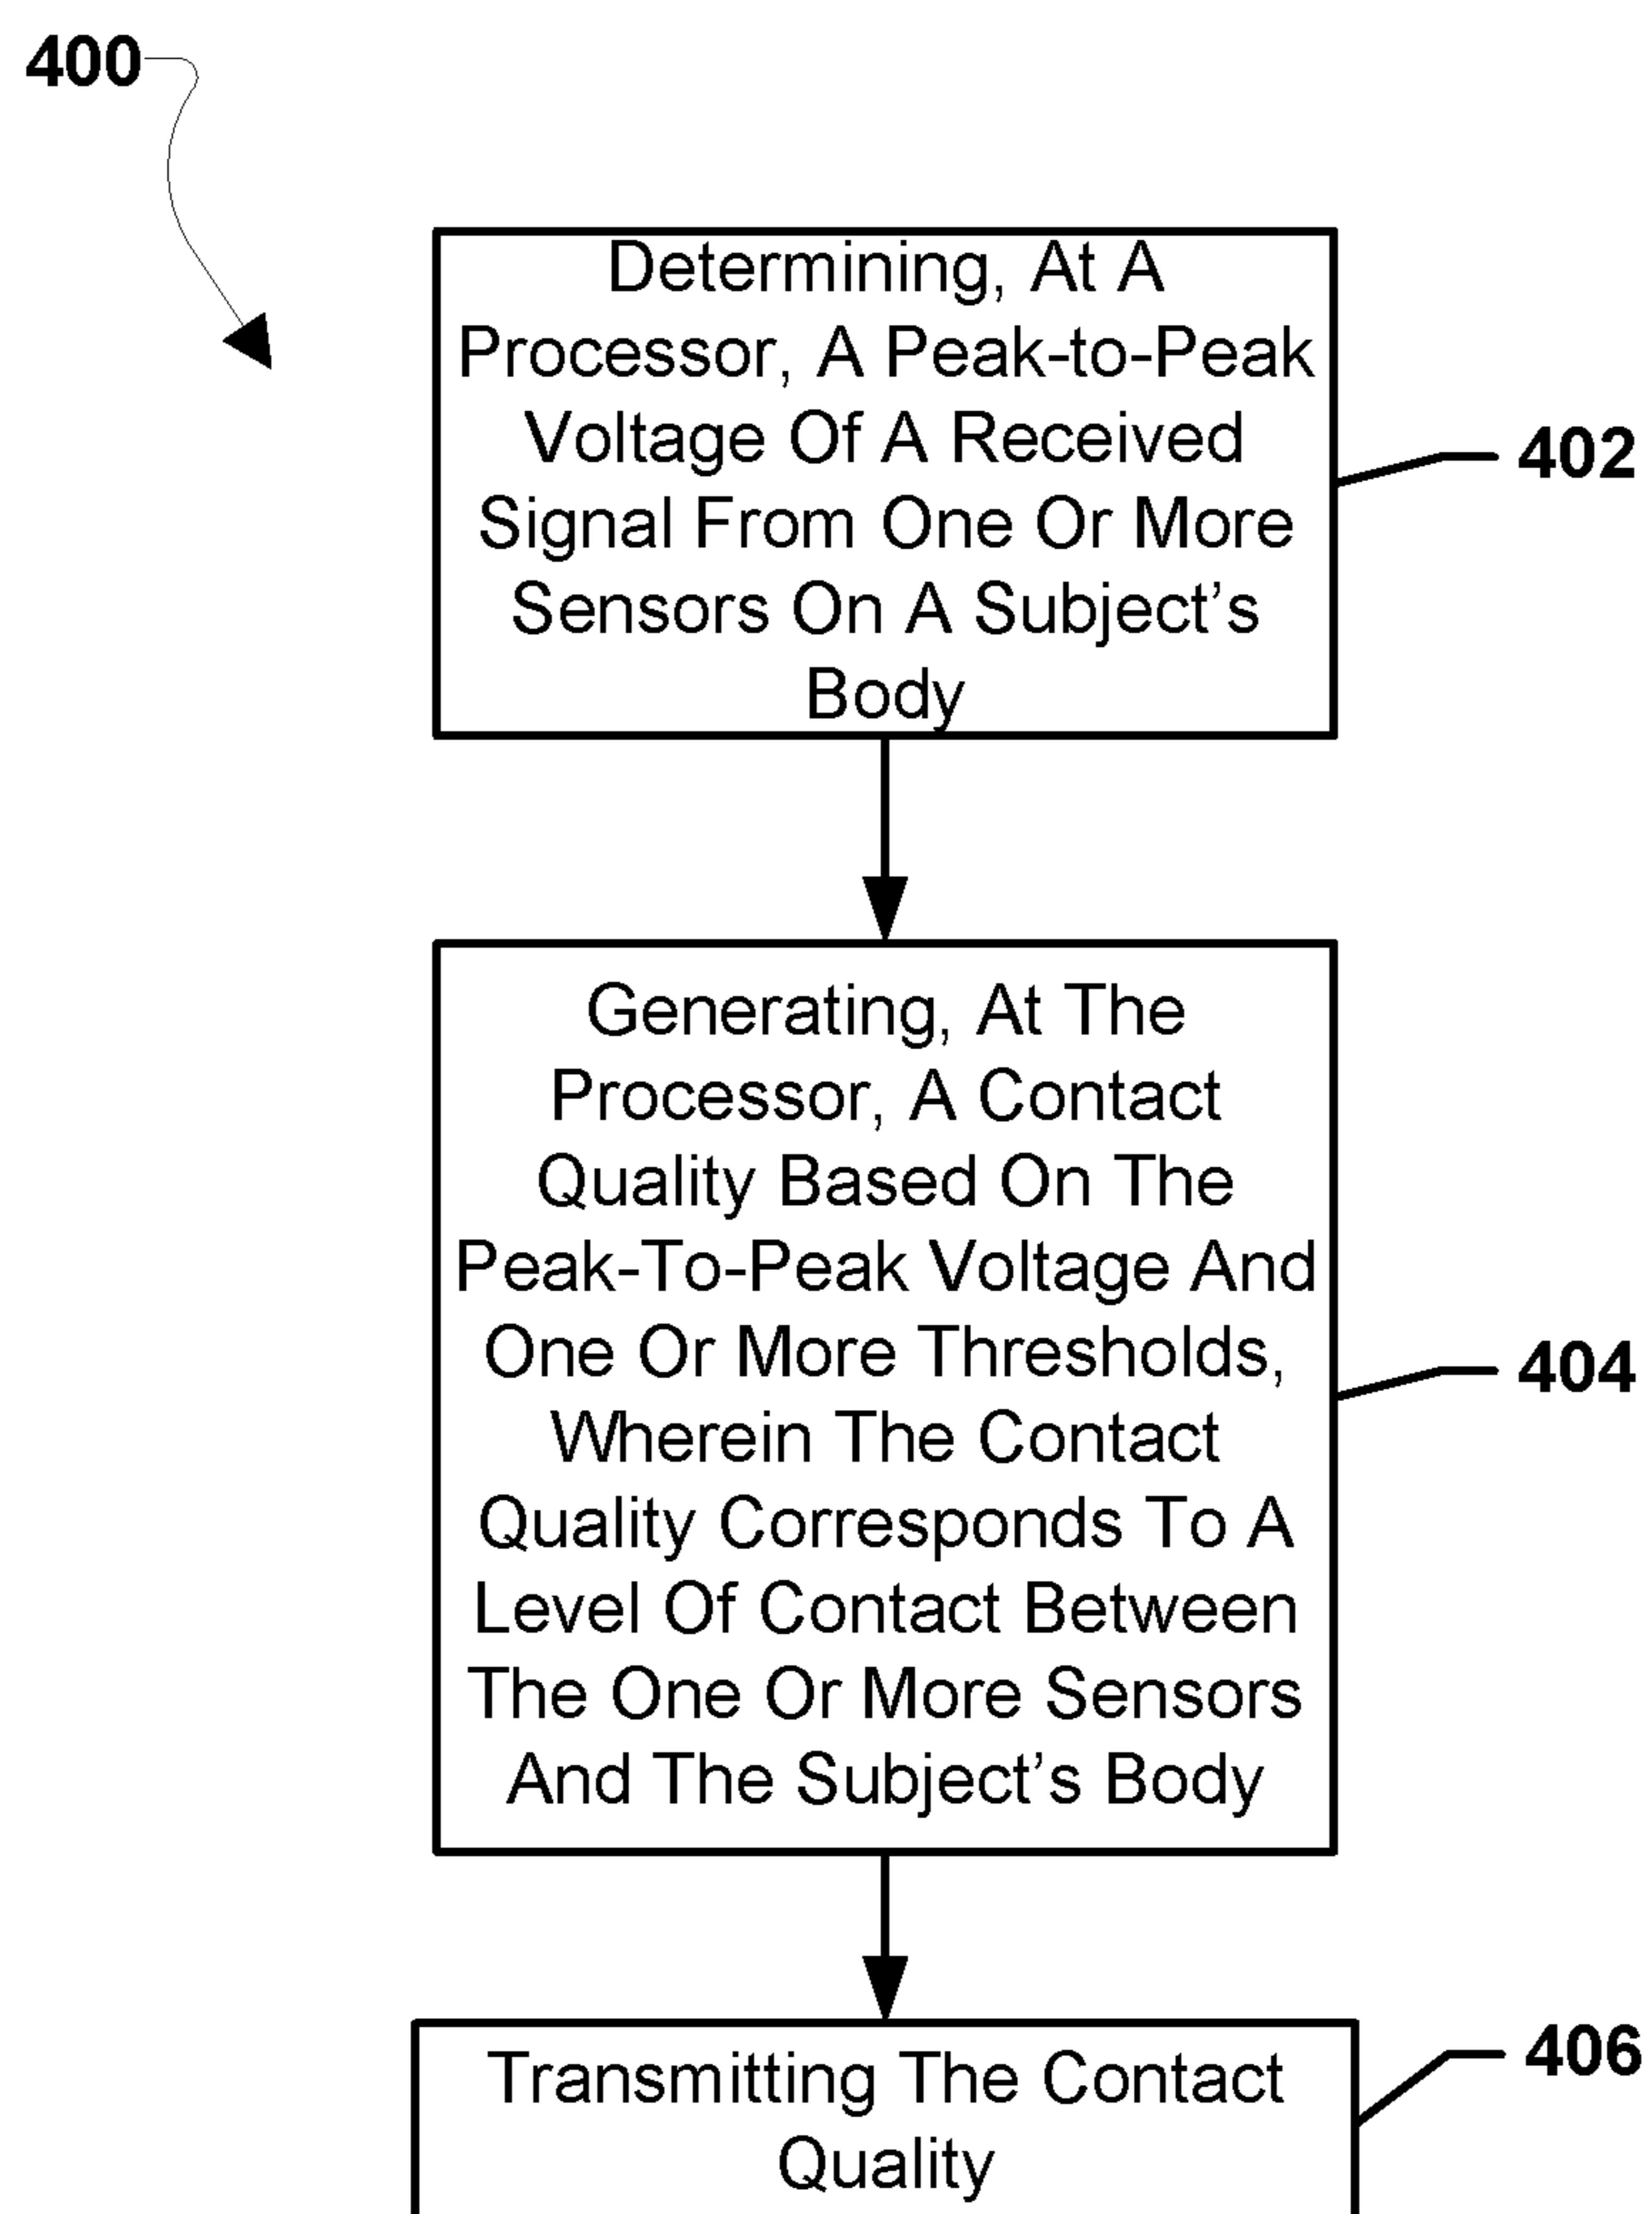 400
Determining, At A
Processor, A Peak-to-Peak
Voltage Of A Received
Signal From One Or More
Sensors On A Subject's
Body
402
Generating, At The
Processor, A Contact
Quality Based On The
Peak-To-Peak Voltage And
One Or More Thresholds,
Wherein The Contact
Quality Corresponds To A
Level Of Contact Between
The One Or More Sensors
And The Subject's Body
404
Transmitting The Contact
Quality
406